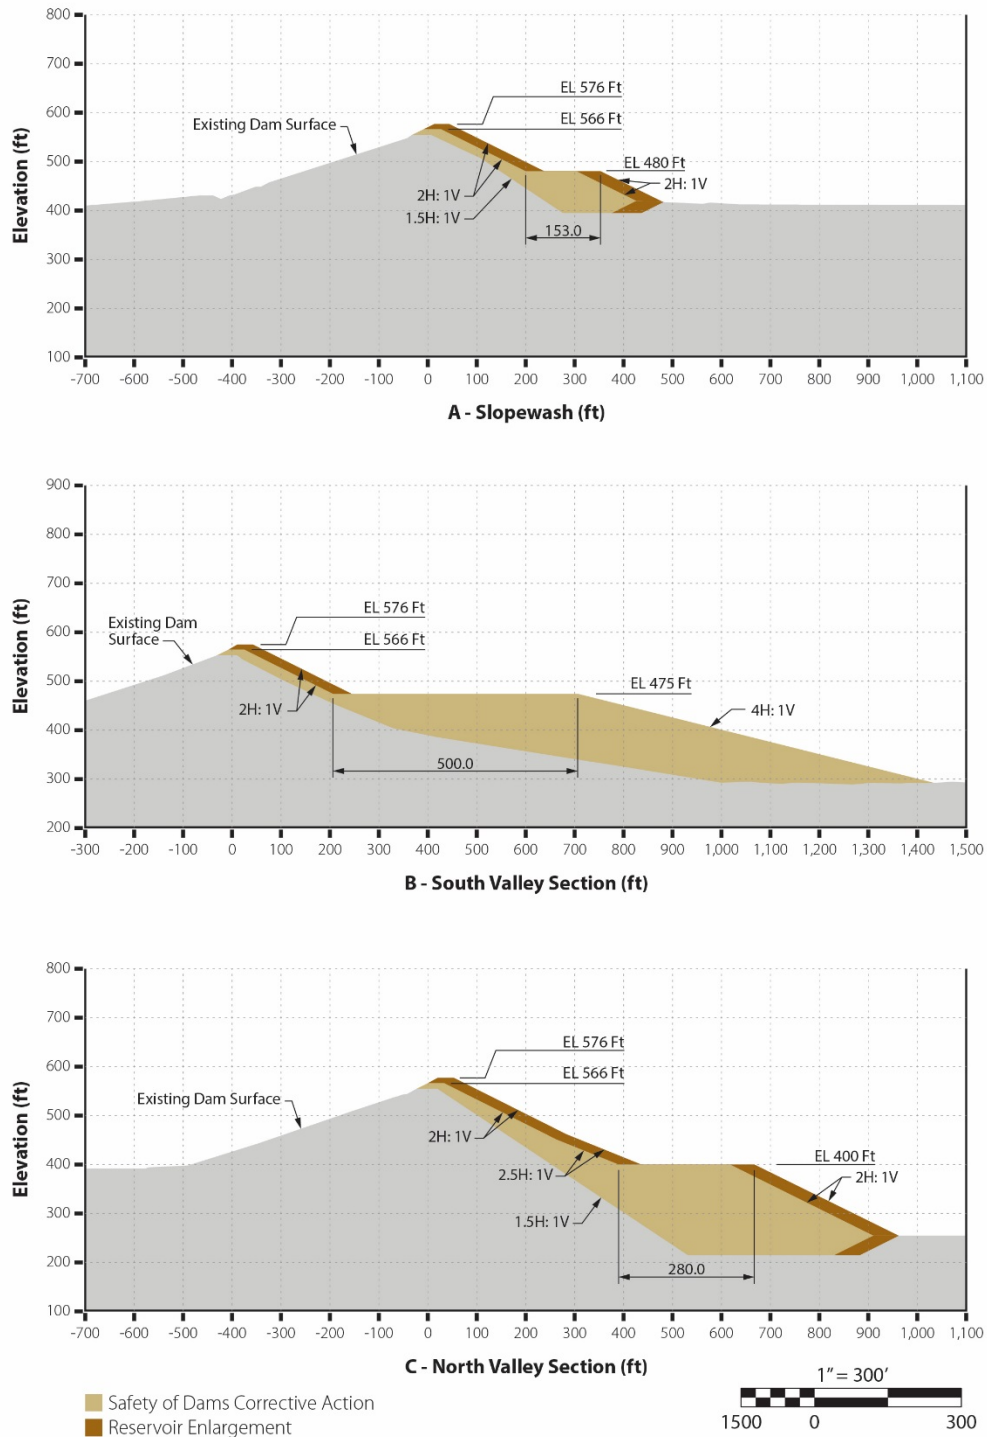 800
700
600
500
400
300
200
100
Elevation (ft)
EL 576 Ft
EL 566 Ft
Existing Dam Surface
EL 480 Ft
2H: 1V
2H: 1V
1.5H: 1V
153.0
-700 -600 -500 -400 -300 -200 -100 0 100 200 300 400 500 600 700 800 900 1,000 1,100
A - Slopewash (ft)
900
800
700
600
500
400
300
200
Elevation (ft)
EL 576 Ft
Existing Dam
Surface
EL 566 Ft
EL 475 Ft
2H: 1V
4H: 1V
500.0
-300 -200 -100 0 100 200 300 400 500 600 700 800 900 1,000 1,100 1,200 1,300 1,400 1,500
B - South Valley Section (ft)
800
700
600
500
400
300
200
100
Elevation (ft)
EL 576 Ft
EL 566 Ft
Existing Dam Surface
2H: 1V
2.5H: 1V
EL 400 Ft
2H: 1V
1.5H: 1V
280.0
-700 -600 -500 -400 -300 -200 -100 0 100 200 300 400 500 600 700 800 900 1,000 1,100
C - North Valley Section (ft)
Safety of Dams Corrective Action
Reservoir Enlargement
1" = 300'
1500 0 300